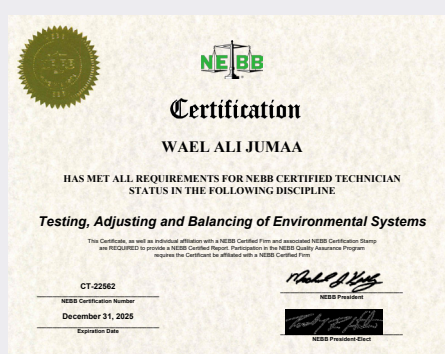 NEBB
Certification
WAEL ALI JUMAA
HAS MET ALL REQUIREMENTS FOR NEBB CERTIFIED TECHNICIAN
STATUS IN THE FOLLOWING DISCIPLINE
Testing, Adjusting and Balancing of Environmental Systems
This Certificate, as well as individual affiliation with a NEBB Certified Firm and associated NEBB Certification Stamp
are REQUIRED to provide a NEBB Certified Report. Participation in the NEBB Quality Assurance Program
requires the Certificant be affiliated with a NEBB Certified Firm
CT-22562
NEBB Certification Number
December 31, 2025
Expiration Date
NEBB President
NEBB President-Elect